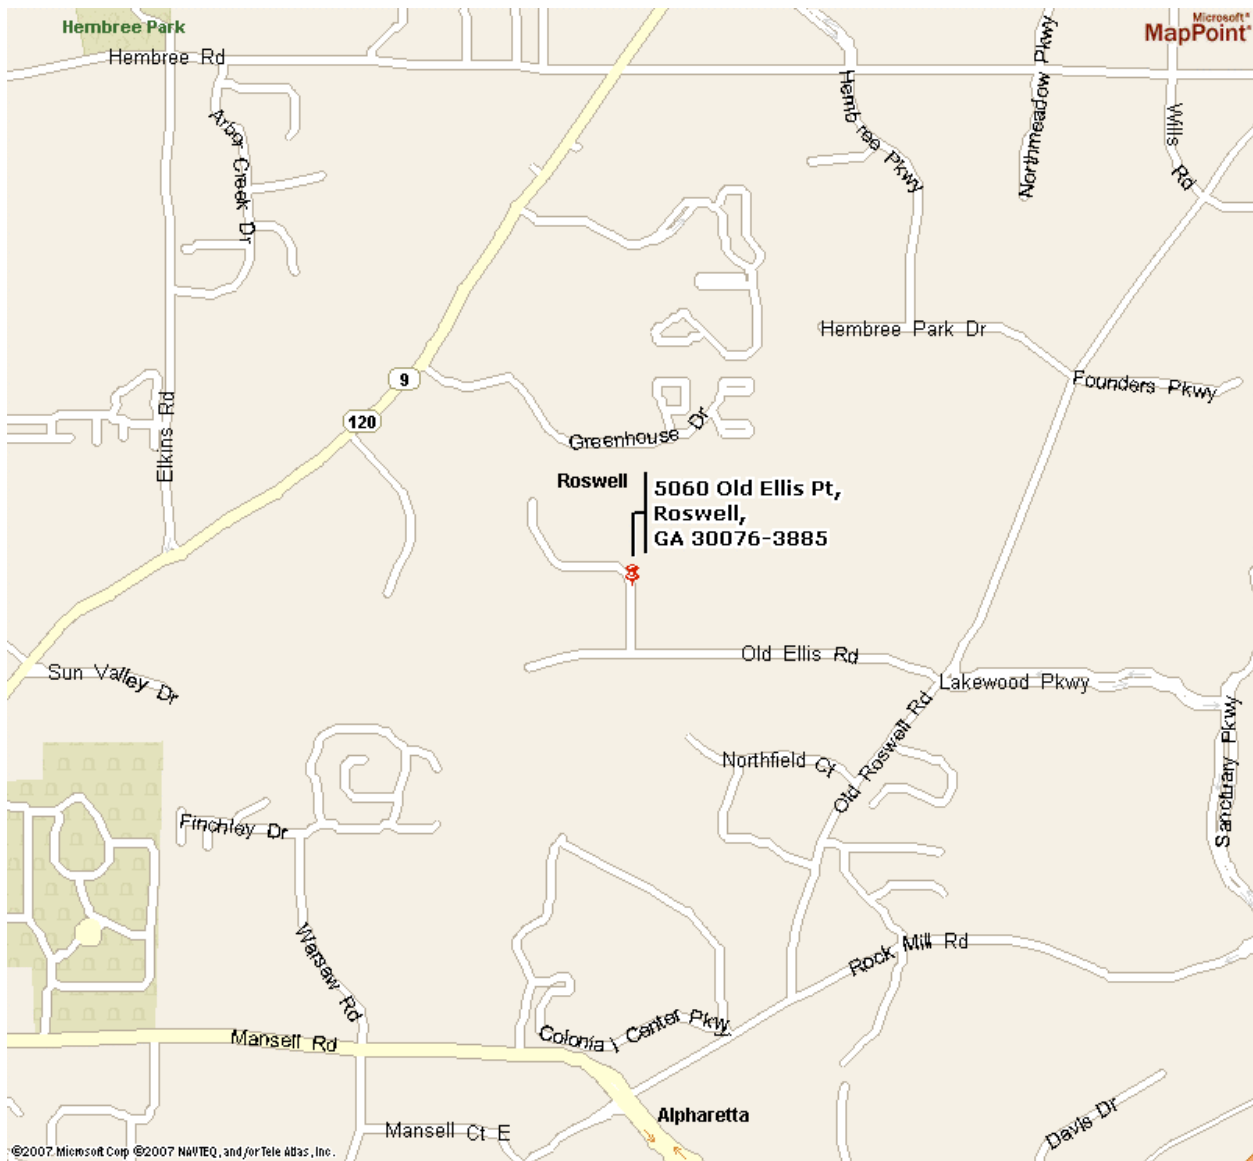 Hembree Park
Microsoft®
MapPoint®
Hembree Rd
Hembree Pkwy
Northmeadow Pkwy
Wills Rd
Arbor Creek Dr
Hembree Park Dr
Founders Pkwy
9
120
Elkins Rd
Greenhouse Dr
Roswell
5060 Old Ellis Pt,
Roswell,
GA 30076-3885
Old Ellis Rd
Sun Valley Dr
Lakewood Pkwy
Old Roswell Rd
Sanctuary Pkwy
Northfield Ct
Finchley Dr
Warsaw Rd
Rock Mill Rd
Colonial Center Pkwy
Mansell Rd
Alpharetta
Mansell Ct E
Davis Dr
©2007 Microsoft Corp ©2007 NAVTEQ, and/or Tele Atlas, Inc.